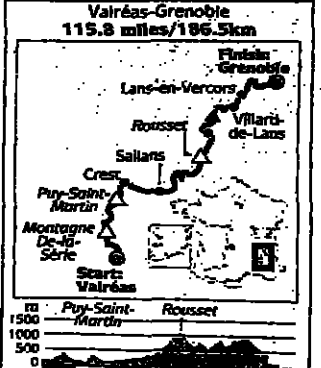 Valréas-Grenoble
115.8 miles/186.5km
Finish:
Grenoble
Lans-en-Vercors
Villard-
de-Lans
Rousset
Saillans
Crest
Puy-Saint-
Martin
Montagne
De-la-
Série
Start:
Valréas
m
Puy-Saint-
Martin
Rousset
1500
1000
500
0